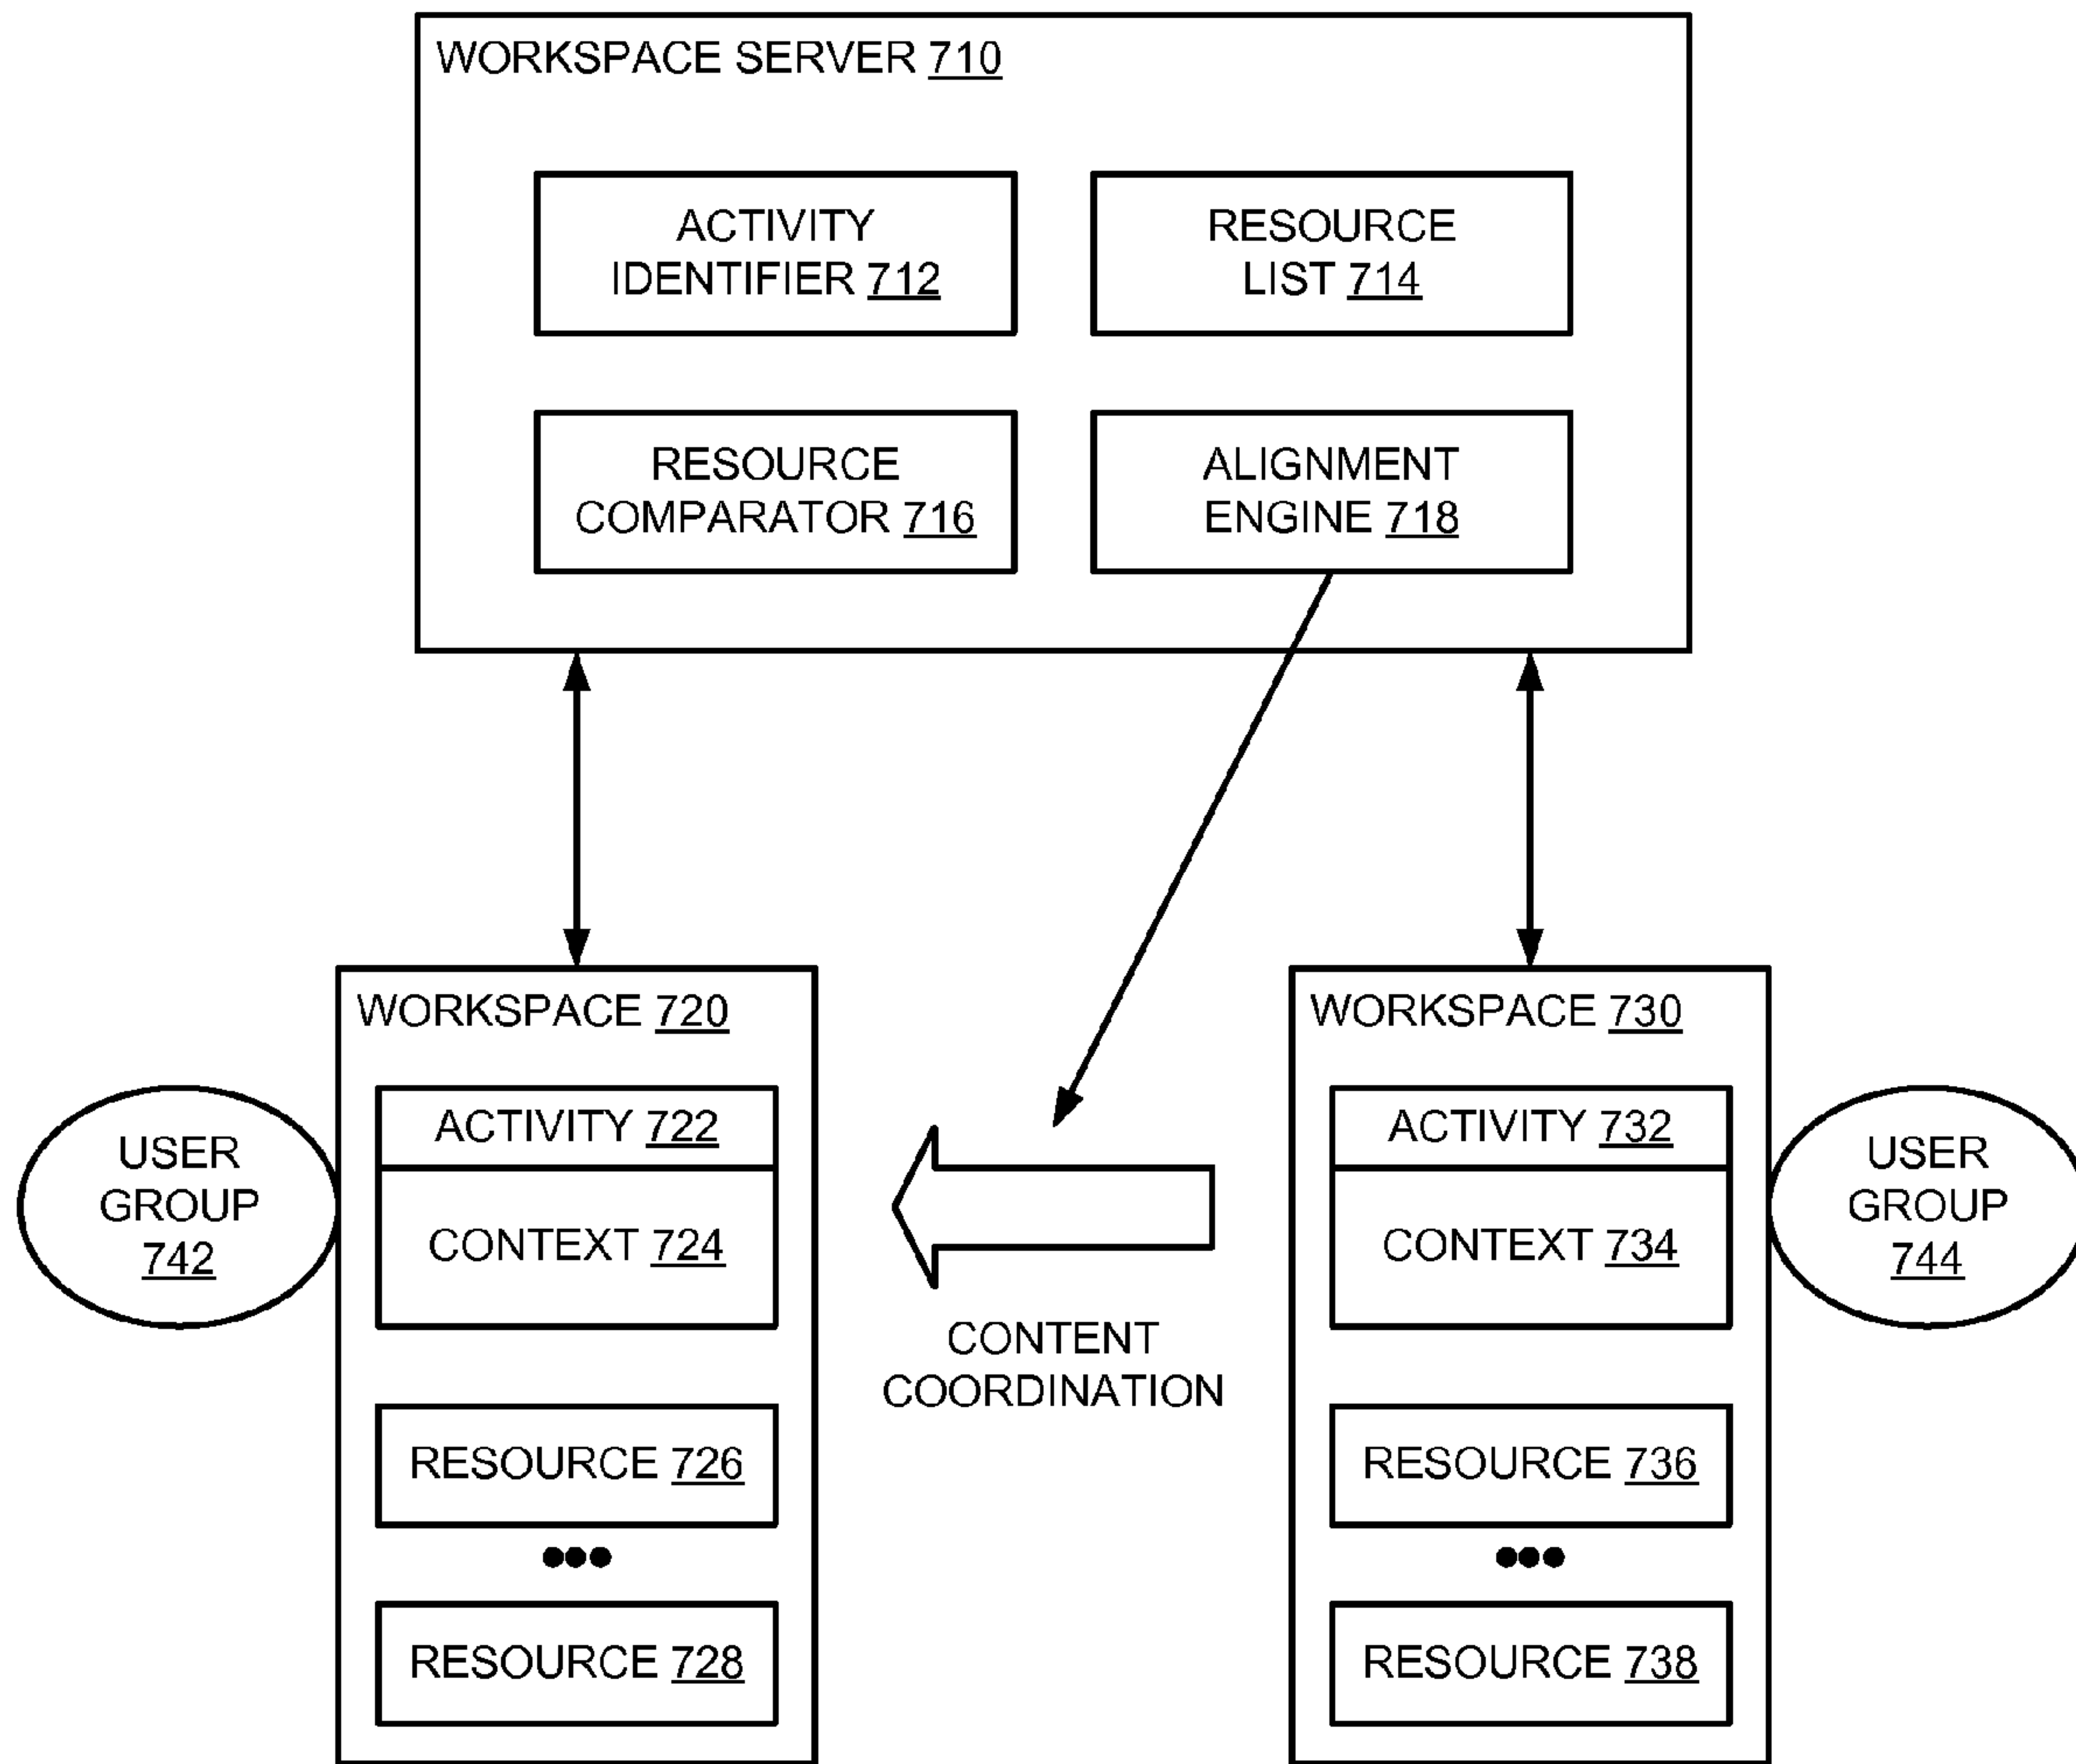 WORKSPACE SERVER 710
ACTIVITY
IDENTIFIER 712
RESOURCE
LIST 714
RESOURCE
COMPARATOR 716
ALIGNMENT
ENGINE 718
WORKSPACE 720
ACTIVITY 722
CONTEXT 724
RESOURCE 726
RESOURCE 728
USER
GROUP
742
CONTENT
COORDINATION
WORKSPACE 730
ACTIVITY 732
CONTEXT 734
RESOURCE 736
RESOURCE 738
USER
GROUP
744